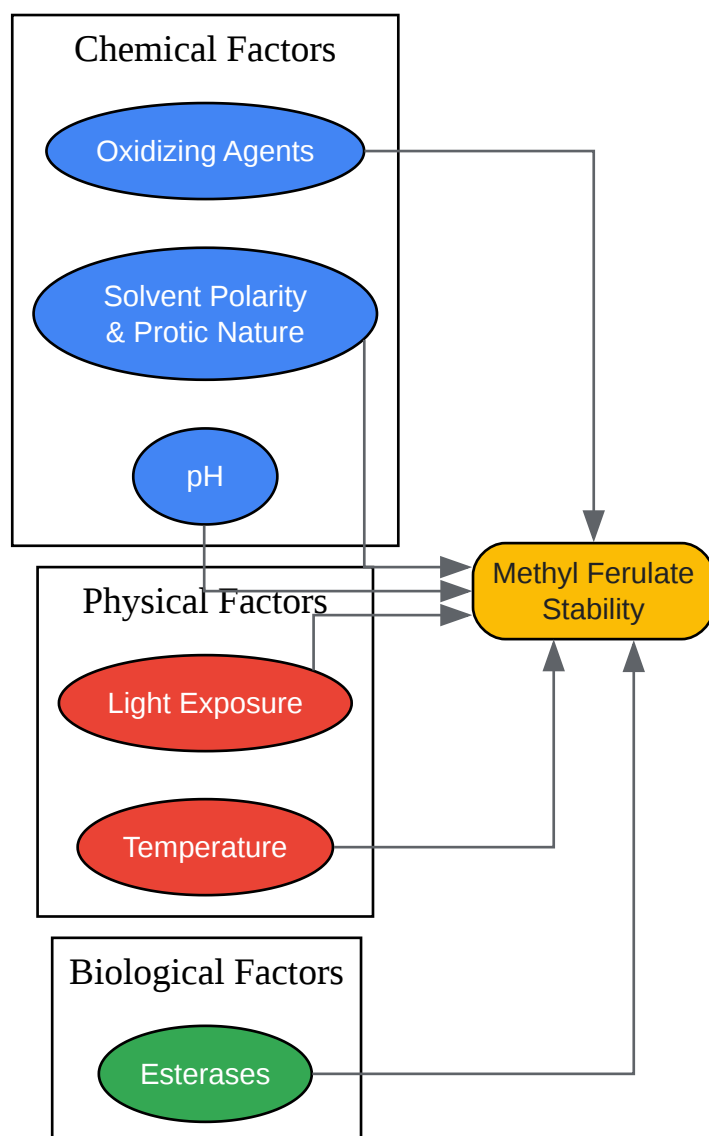 Chemical Factors
Oxidizing Agents
Solvent Polarity
& Protic Nature
pH
Methyl Ferulate
Stability
Physical Factors
Light Exposure
Temperature
Biological Factors
Esterases